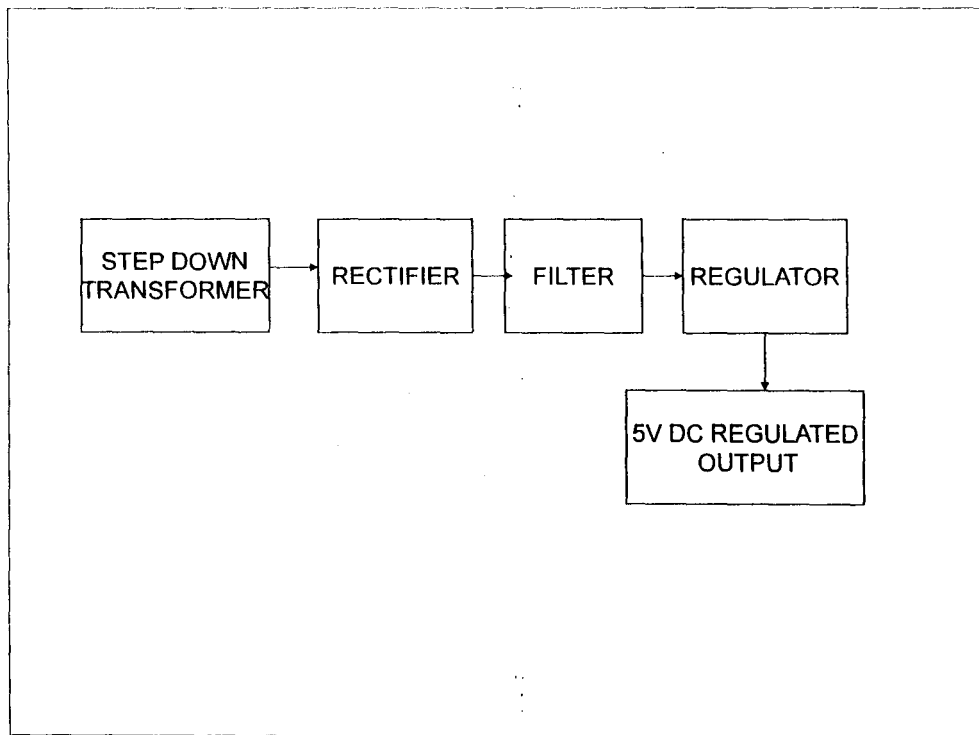 STEP DOWN
TRANSFORMER
RECTIFIER
FILTER
REGULATOR
5V DC REGULATED
OUTPUT